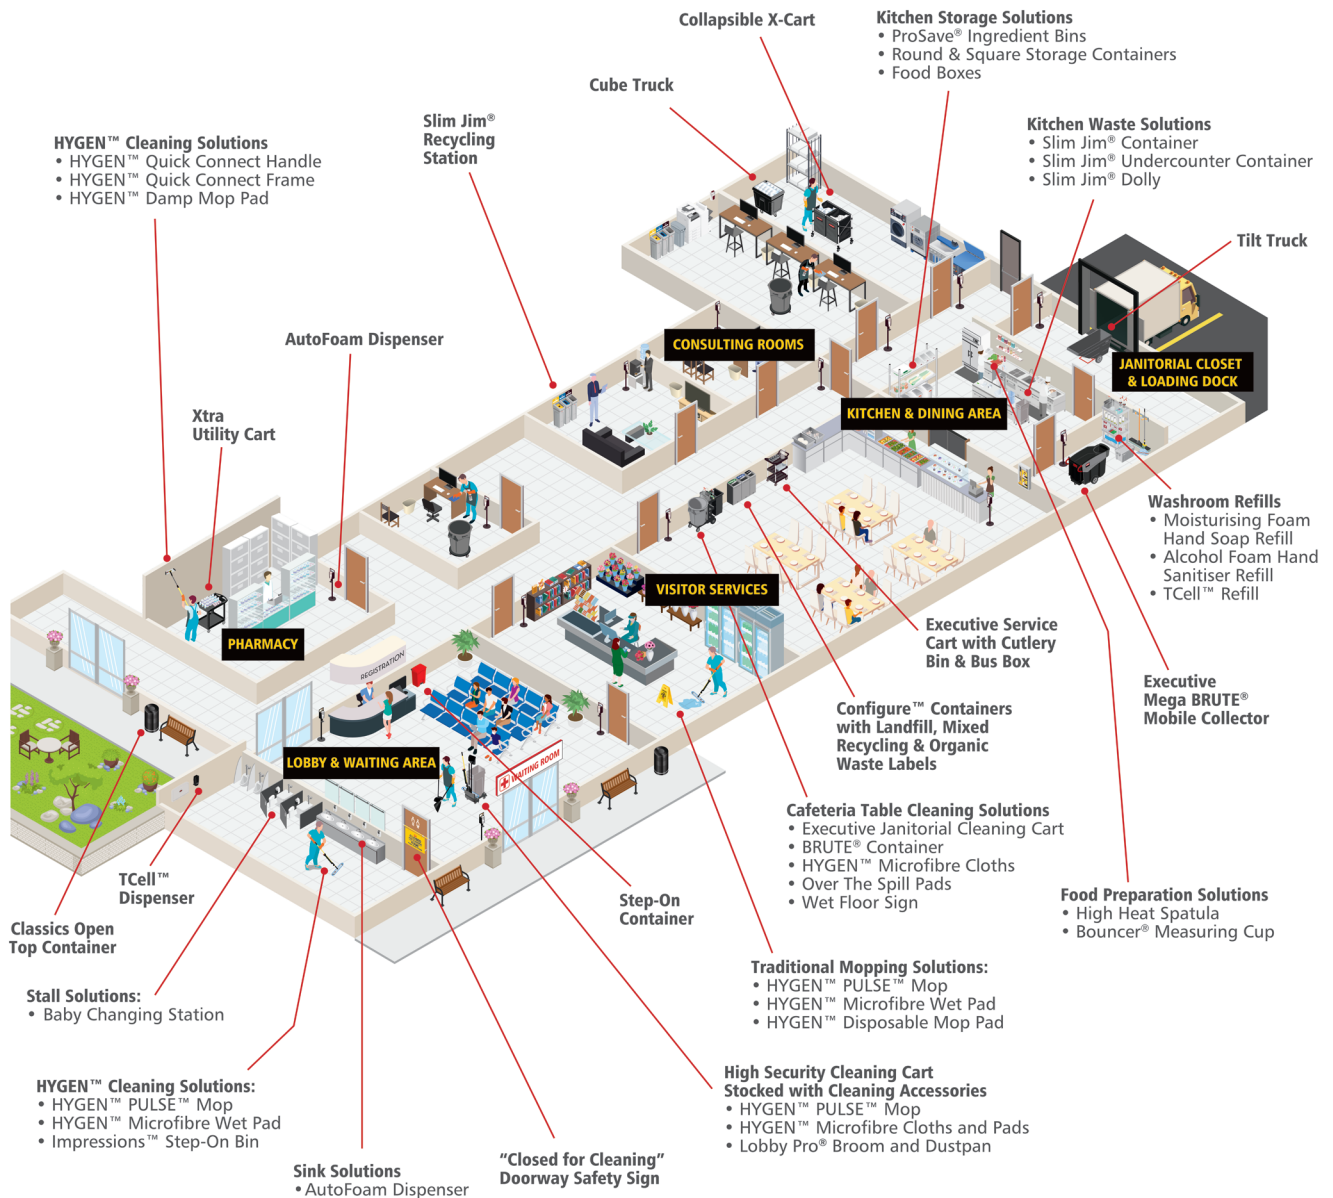 Collapsible X-Cart
Kitchen Storage Solutions
• ProSave® Ingredient Bins
• Round & Square Storage Containers
• Food Boxes
Cube Truck
Slim Jim®
Recycling
Station
Kitchen Waste Solutions
• Slim Jim® Container
• Slim Jim® Undercounter Container
• Slim Jim® Dolly
HYGEN™ Cleaning Solutions
• HYGEN™ Quick Connect Handle
• HYGEN™ Quick Connect Frame
• HYGEN™ Damp Mop Pad
Tilt Truck
AutoFoam Dispenser
CONSULTING ROOMS
JANITORIAL CLOSET
& LOADING DOCK
Xtra
Utility Cart
KITCHEN & DINING AREA
Washroom Refills
• Moisturising Foam
Hand Soap Refill
• Alcohol Foam Hand
Sanitiser Refill
• TCell™ Refill
VISITOR SERVICES
PHARMACY
REGISTRATION
Executive Service
Cart with Cutlery
Bin & Bus Box
Executive
Mega BRUTE®
Mobile Collector
Configure™ Containers
with Landfill, Mixed
Recycling & Organic
Waste Labels
LOBBY & WAITING AREA
WAITING ROOM
Cafeteria Table Cleaning Solutions
• Executive Janitorial Cleaning Cart
• BRUTE® Container
• HYGEN™ Microfibre Cloths
• Over The Spill Pads
• Wet Floor Sign
TCell™
Dispenser
Step-On
Container
Food Preparation Solutions
• High Heat Spatula
• Bouncer® Measuring Cup
Classics Open
Top Container
Traditional Mopping Solutions:
• HYGEN™ PULSE™ Mop
• HYGEN™ Microfibre Wet Pad
• HYGEN™ Disposable Mop Pad
Stall Solutions:
• Baby Changing Station
HYGEN™ Cleaning Solutions:
• HYGEN™ PULSE™ Mop
• HYGEN™ Microfibre Wet Pad
• Impressions™ Step-On Bin
High Security Cleaning Cart
Stocked with Cleaning Accessories
• HYGEN™ PULSE™ Mop
• HYGEN™ Microfibre Cloths and Pads
• Lobby Pro® Broom and Dustpan
Sink Solutions
• AutoFoam Dispenser
“Closed for Cleaning”
Doorway Safety Sign